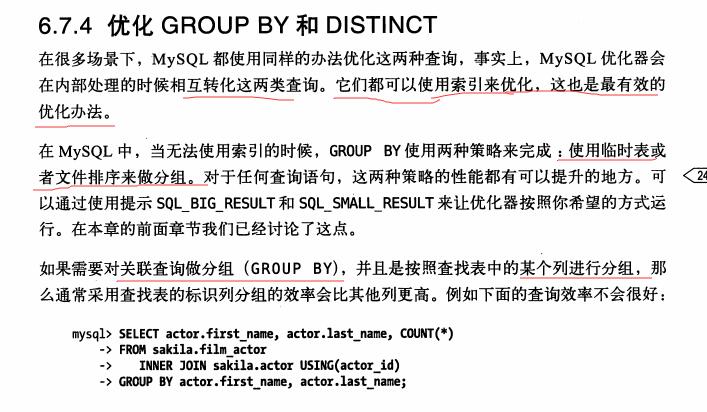 6.7.4 优化 GROUP BY 和 DISTINCT
在很多场景下，MySQL 都使用同样的办法优化这两种查询，事实上，MySQL 优化器会
在内部处理的时候相互转化这两类查询。它们都可以使用索引来优化，这也是最有效的
优化办法。
在 MySQL 中，当无法使用索引的时候，GROUP BY 使用两种策略来完成：使用临时表或
者文件排序来做分组。对于任何查询语句，这两种策略的性能都有可以提升的地方。可
24
以通过使用提示 SQL_BIG_RESULT 和 SQL_SMALL_RESULT 来让优化器按照你希望的方式运
行。在本章的前面章节我们已经讨论了这点。
如果需要对关联查询做分组（GROUP BY），并且是按照查找表中的某个列进行分组，那
么通常采用查找表的标识列分组的效率会比其他列更高。例如下面的查询效率不会很好：
mysql> SELECT actor.first_name, actor.last_name, COUNT(*)
-> FROM sakila.film_actor
-> INNER JOIN sakila.actor USING(actor_id)
-> GROUP BY actor.first_name, actor.last_name;